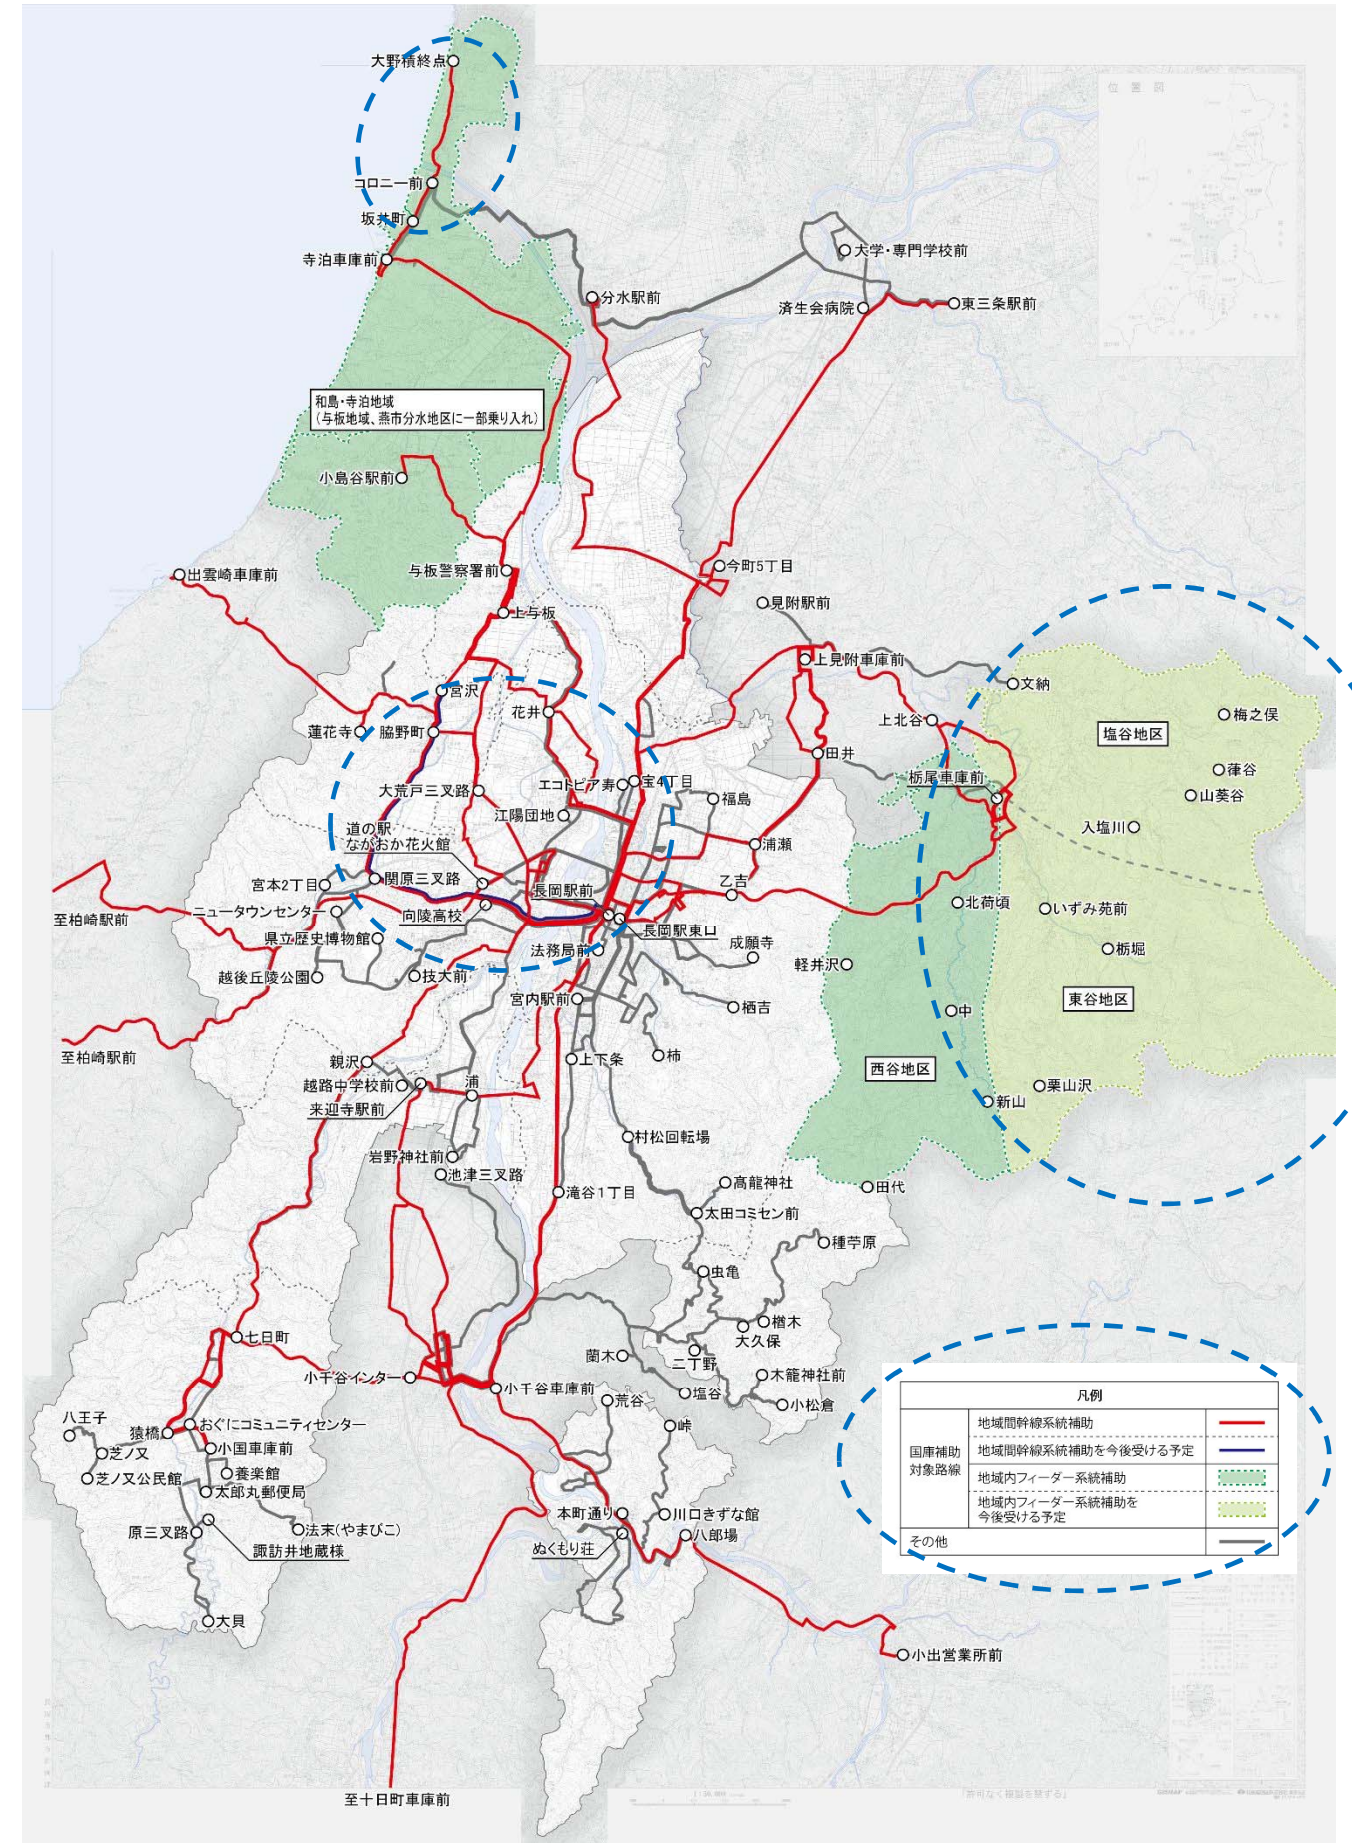 大野積終点
位置図
コロニー前
坂井町
寺泊車庫前
大学・専門学校前
分水駅前
済生会病院
東三条駅前
和島・寺泊地域
(与板地域、燕市分水地区に一部乗り入れ)
小島谷駅前
与板警察署前
今町5丁目
出雲崎車庫前
見附駅前
上与板
上見附車庫前
文納
宮沢
花井
上北谷
梅之俣
蓮花寺
脇野町
塩谷地区
田井
栃尾車庫前
葎谷
大荒戸三叉路
エコトピア寿
宝4丁目
福島
山葵谷
江陽団地
入塩川
道の駅
ながおか花火館
浦瀬
宮本2丁目
関原三叉路
乙吉
長岡駅前
北荷頃
いずみ苑前
ニュータウンセンター
向陵高校
至柏崎駅前
長岡駅東口
県立歴史博物館
法務局前
成願寺
栃堀
軽井沢
越後丘陵公園
技大前
宮内駅前
栖吉
中
東谷地区
至柏崎駅前
親沢
上下条
柿
西谷地区
越路中学校前
浦
栗山沢
来迎寺駅前
新山
村松回転場
岩野神社前
池津三叉路
高龍神社
田代
滝谷1丁目
太田コミセン前
種苧原
虫亀
七日町
楢木
大久保
蘭木
二丁野
小千谷インター
木籠神社前
小千谷車庫前
塩谷
荒谷
小松倉
八王子
おぐにコミュニティセンター
峠
猿橋
芝ノ又
小国車庫前
芝ノ又公民館
養楽館
太郎丸郵便局
本町通り
川口きずな館
原三叉路
法末(やまびこ)
八郎場
諏訪井地蔵様
ぬくもり荘
大貝
小出営業所前
至十日町車庫前
凡例
国庫補助
対象路線
地域間幹線系統補助
地域間幹線系統補助を今後受ける予定
地域内フィーダー系統補助
地域内フィーダー系統補助を
今後受ける予定
その他